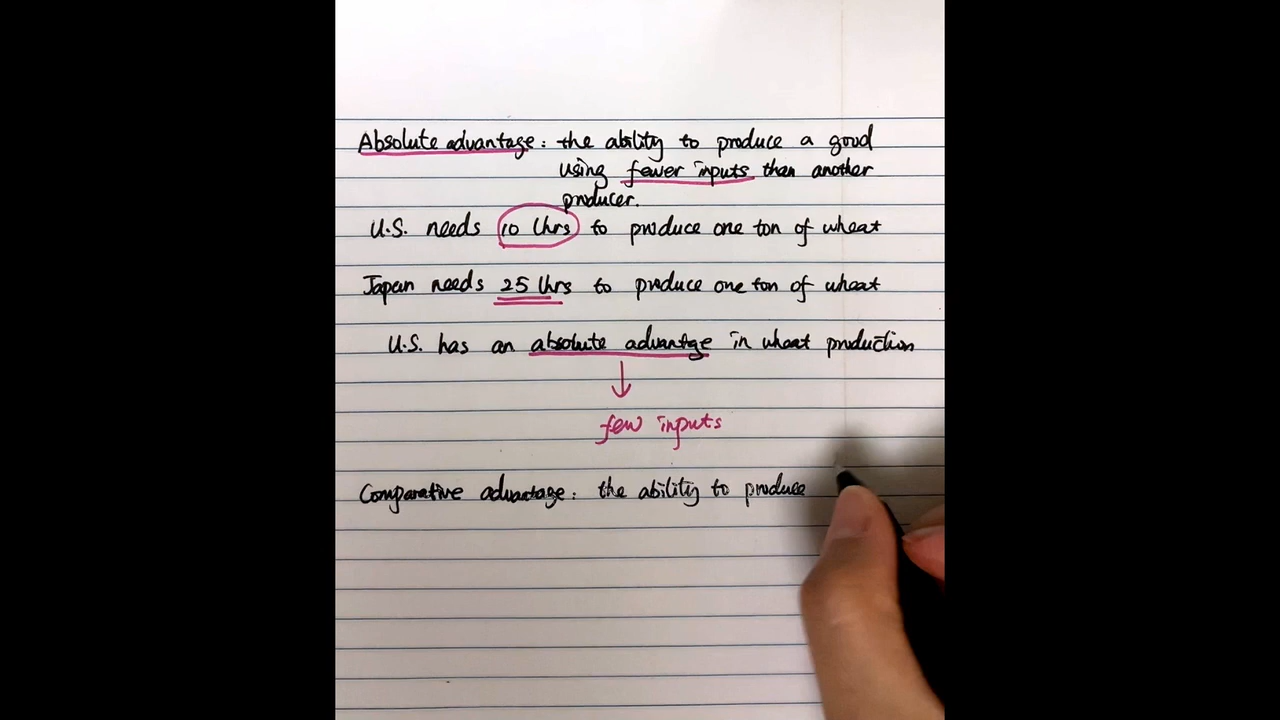 Absolute advantage: the ability to produce a good
using fewer inputs than another
producer.
U.S. needs 10 hrs to produce one ton of wheat
Japan needs 25 hrs to produce one ton of wheat
U.S. has an absolute advantage in wheat production
few inputs
Comparative advantage: the ability to produce